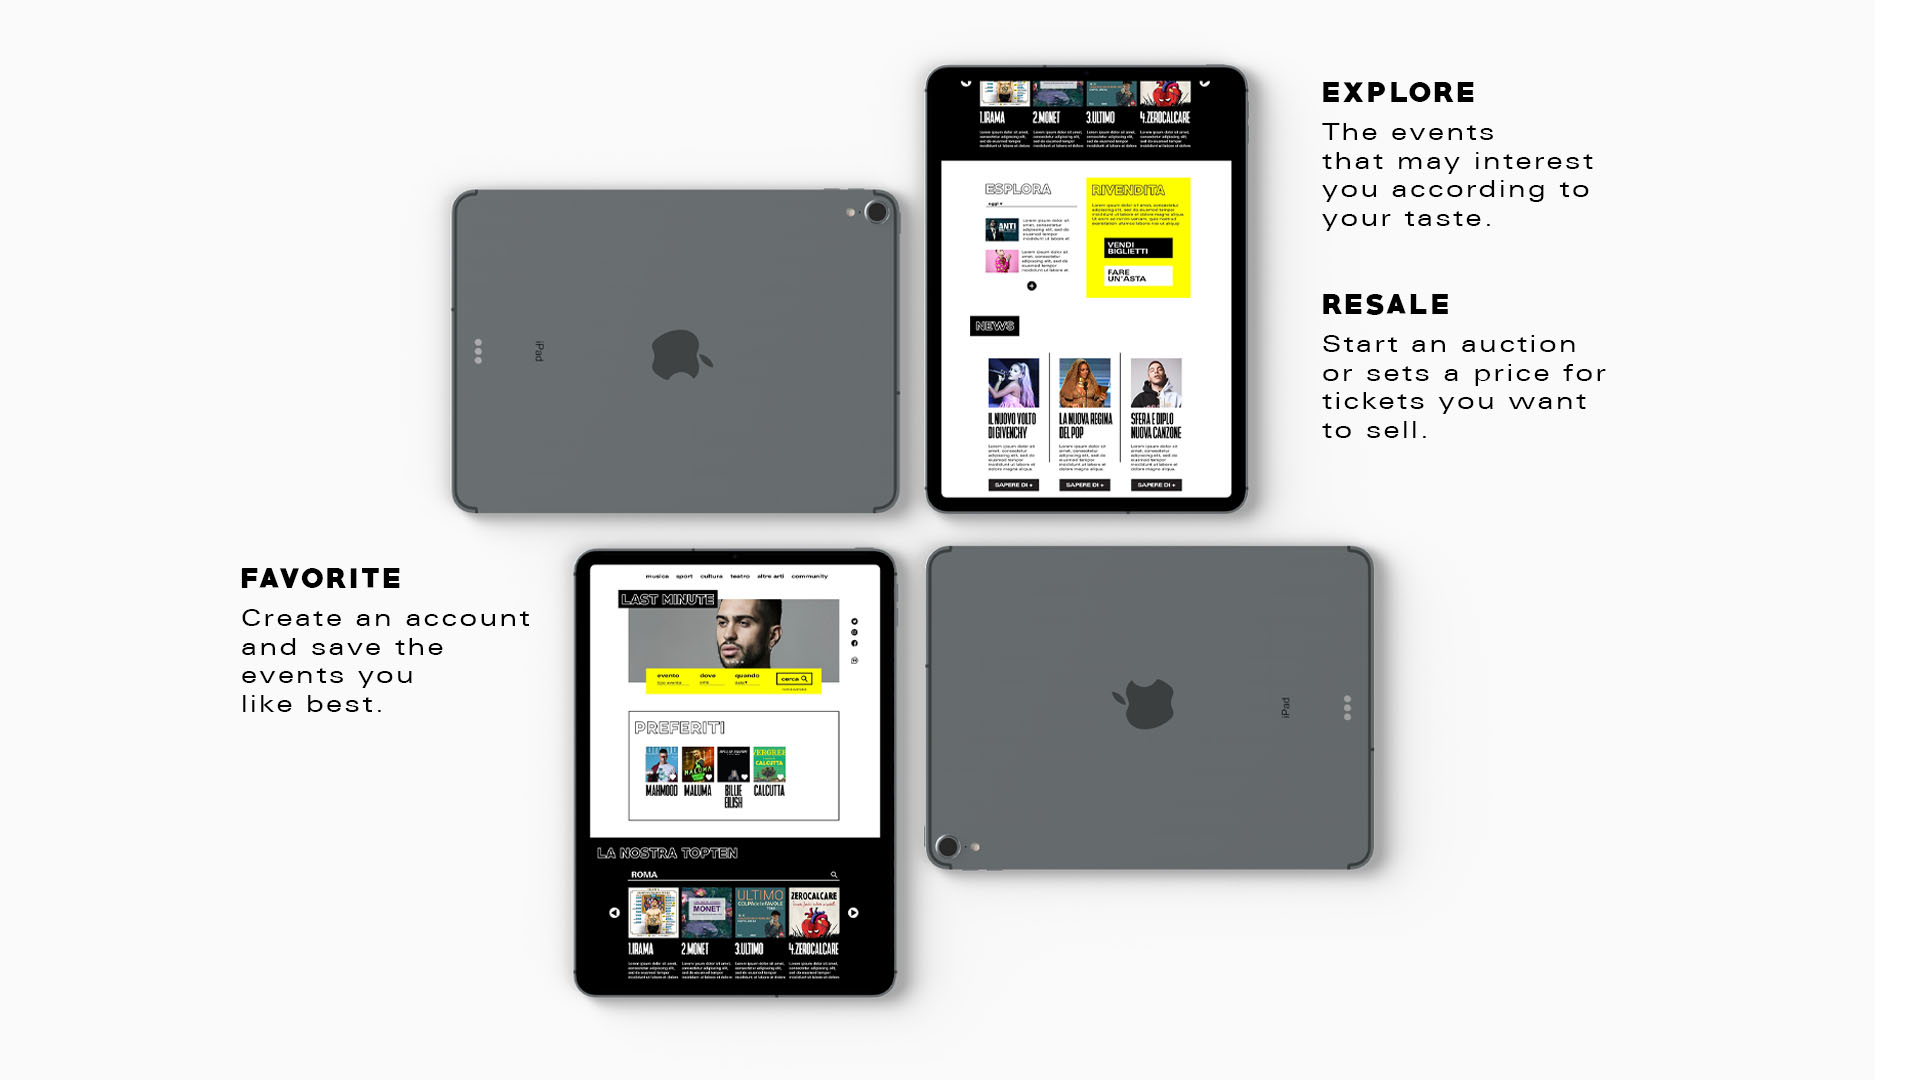 EXPLORE
The events
that may interest
you according to
your taste.
RESALE
Start an auction
or sets a price for
tickets you want
to sell.
FAVORITE
Create an account
and save the
events you
like best.
iPad
1.IRAMA
2.MONET
3.ULTIMO
4.ZEROCALCARE
ESPLORA
RIVENDITA
VENDI
BIGLIETTI
FARE
UN'ASTA
ANTI
NEWS
IL NUOVO VOLTO
DI GIVENCHY
LA NUOVA REGINA
DEL POP
SFERA E DIPLO
NUOVA CANZONE
SAPERE DI +
SAPERE DI +
SAPERE DI +
musica sport cultura teatro altre arti community
LAST MINUTE
evento dove quando cerca
PREFERITI
MALUMA
CALCUTTA
MAHMOOD
MALUMA
BILLIE
EILISH
CALCUTTA
LA NOSTRA TOPTEN
ROMA
MONET
ULTIMO
ZEROCALCARE
1.IRAMA
2.MONET
3.ULTIMO
4.ZEROCALCARE
iPad